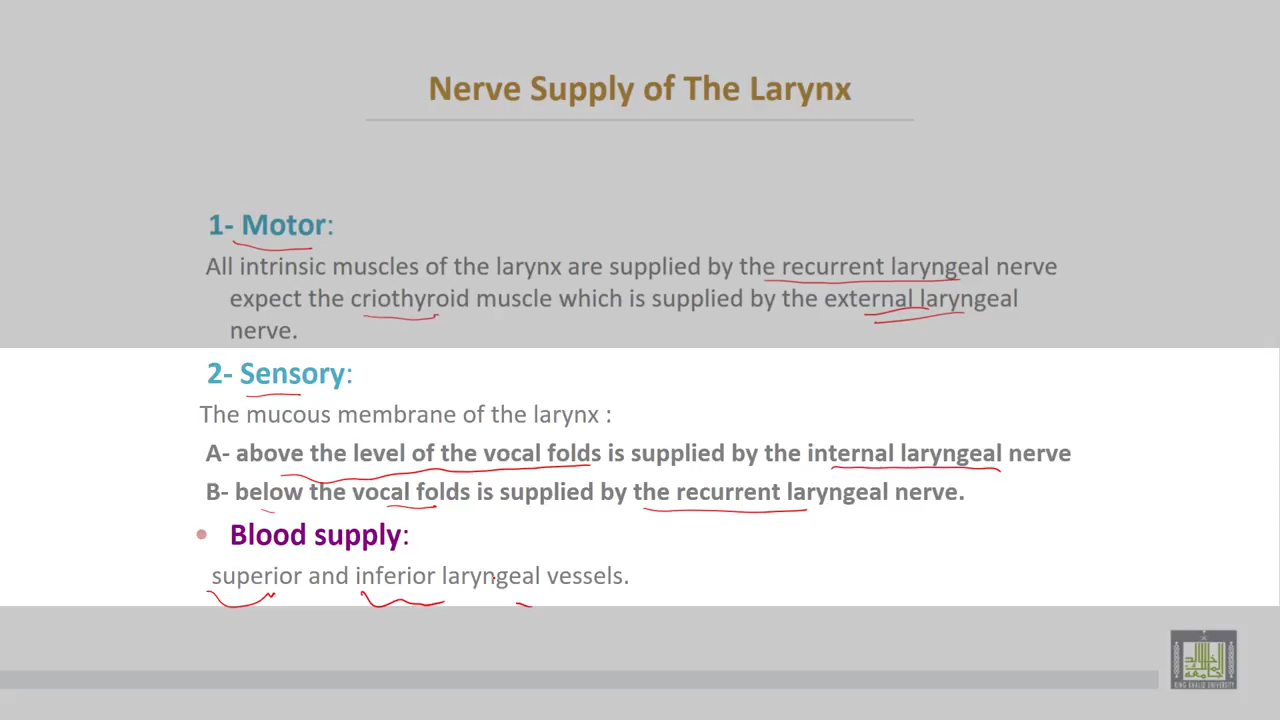 Nerve Supply of The Larynx
1- Motor:
All intrinsic muscles of the larynx are supplied by the recurrent laryngeal nerve
expect the criothyroid muscle which is supplied by the external laryngeal
nerve.
2- Sensory:
The mucous membrane of the larynx :
A- above the level of the vocal folds is supplied by the internal laryngeal nerve
B- below the vocal folds is supplied by the recurrent laryngeal nerve.
• Blood supply:
superior and inferior laryngeal vessels.
KING KHALID UNIVERSITY